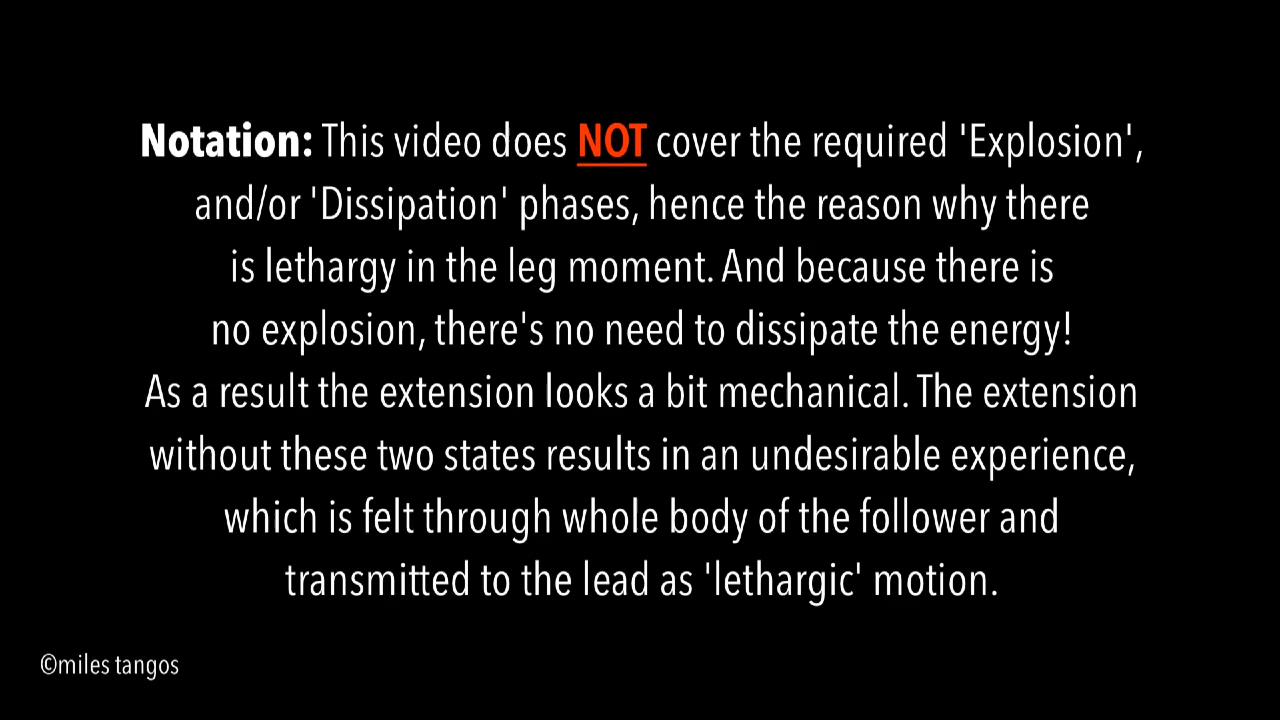 Notation: This video does NOT cover the required 'Explosion',
and/or 'Dissipation' phases, hence the reason why there
is lethargy in the leg moment. And because there is
no explosion, there's no need to dissipate the energy!
As a result the extension looks a bit mechanical. The extension
without these two states results in an undesirable experience,
which is felt through whole body of the follower and
transmitted to the lead as 'lethargic' motion.
©miles tangos